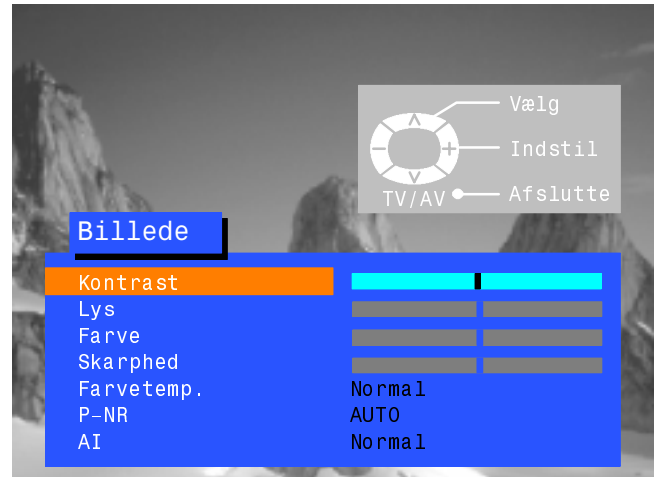 Vælg
Indstil
TV/AV Afslutte
Billede
Kontrast
Lys
Farve
Skarphed
Farvetemp. Normal
P-NR AUTO
AI Normal